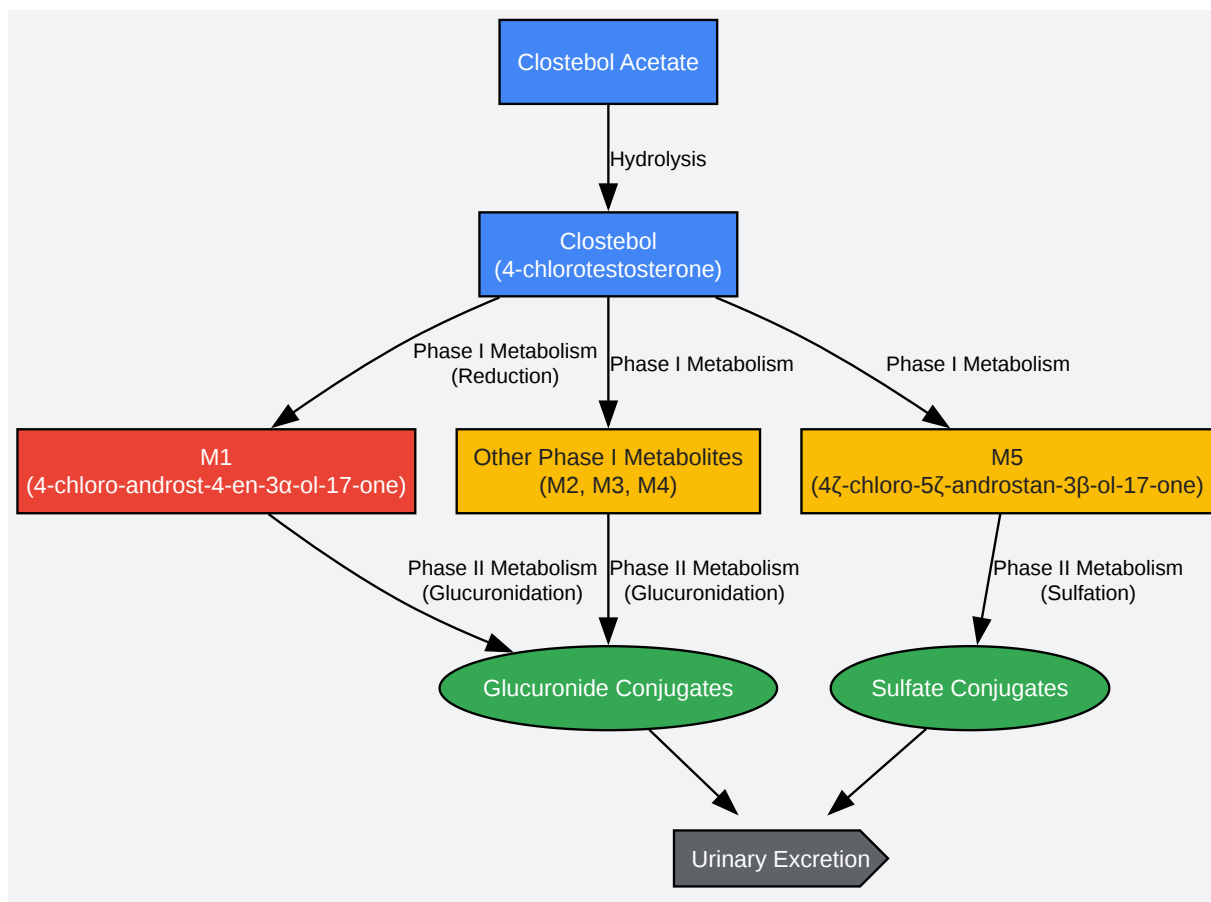 Clostebol Acetate
Hydrolysis
Clostebol
(4-chlorotestosterone)
Phase I Metabolism
(Reduction)
Phase I Metabolism
Phase I Metabolism
M1
(4-chloro-androst-4-en-3α-ol-17-one)
Other Phase I Metabolites
(M2, M3, M4)
M5
(4ζ-chloro-5ζ-androstan-3β-ol-17-one)
Phase II Metabolism
(Glucuronidation)
Phase II Metabolism
(Glucuronidation)
Phase II Metabolism
(Sulfation)
Glucuronide Conjugates
Sulfate Conjugates
Urinary Excretion